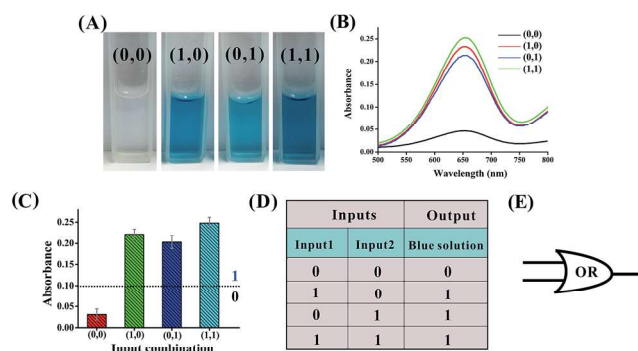 (A)
(0,0) (1,0) (0,1) (1,1)
(B)
Absorbance
0.25
0.20
0.15
0.10
0.05
0.00
500 550 600 650 700 750 800
Wavelength (nm)
(0,0)
(1,0)
(0,1)
(1,1)
(C)
Absorbance
0.25
0.20
0.10
0.05
0.00
1
0
(0,0) (1,0) (0,1) (1,1)
Input combination
(D)
Inputs Output
Input1 Input2 Blue solution
0 0 0
1 0 1
0 1 1
1 1 1
(E)
OR